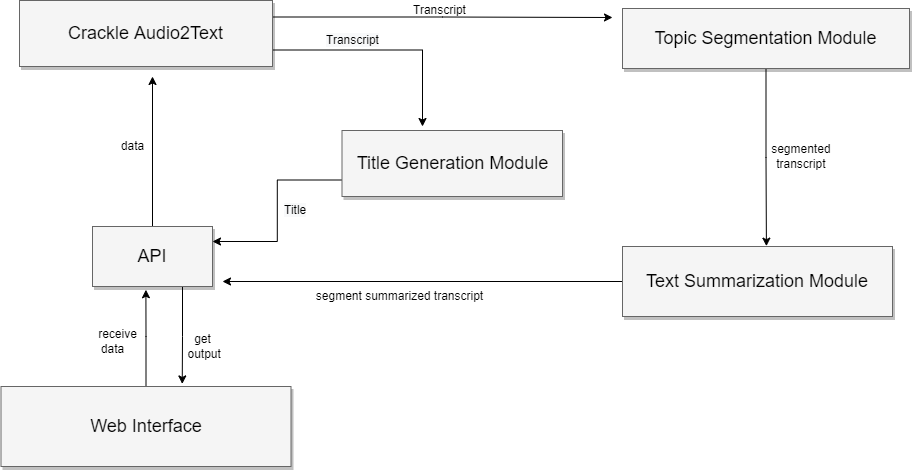 Transcript
Crackle Audio2Text
Topic Segmentation Module
Transcript
data
segmented
transcript
Title Generation Module
Title
API
Text Summarization Module
segment summarized transcript
receive
data
get
output
Web Interface